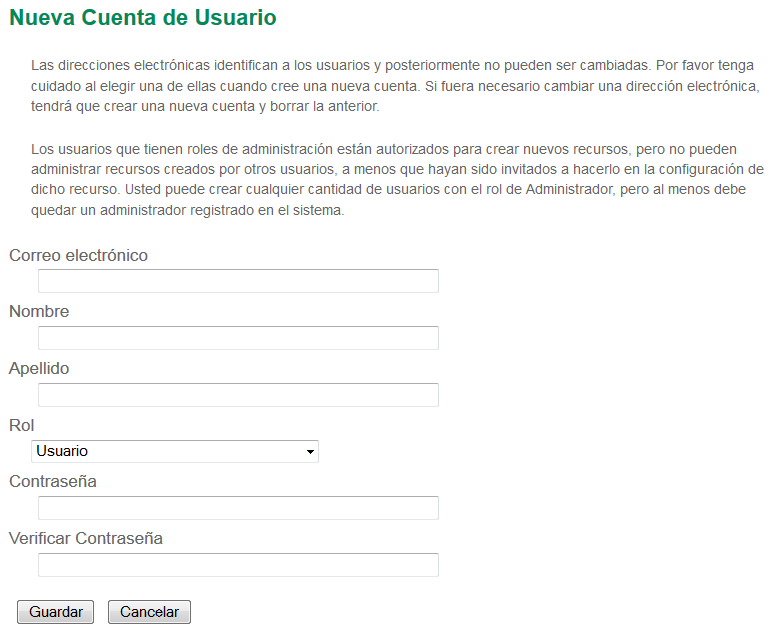 Nueva Cuenta de Usuario
Las direcciones electrónicas identifican a los usuarios y posteriormente no pueden ser cambiadas. Por favor tenga
cuidado al elegir una de ellas cuando cree una nueva cuenta. Si fuera necesario cambiar una dirección electrónica,
tendrá que crear una nueva cuenta y borrar la anterior.
Los usuarios que tienen roles de administración están autorizados para crear nuevos recursos, pero no pueden
administrar recursos creados por otros usuarios, a menos que hayan sido invitados a hacerlo en la configuración de
dicho recurso. Usted puede crear cualquier cantidad de usuarios con el rol de Administrador, pero al menos debe
quedar un administrador registrado en el sistema.
Correo electrónico
Nombre
Apellido
Rol
Usuario
Contraseña
Verificar Contraseña
Guardar Cancelar